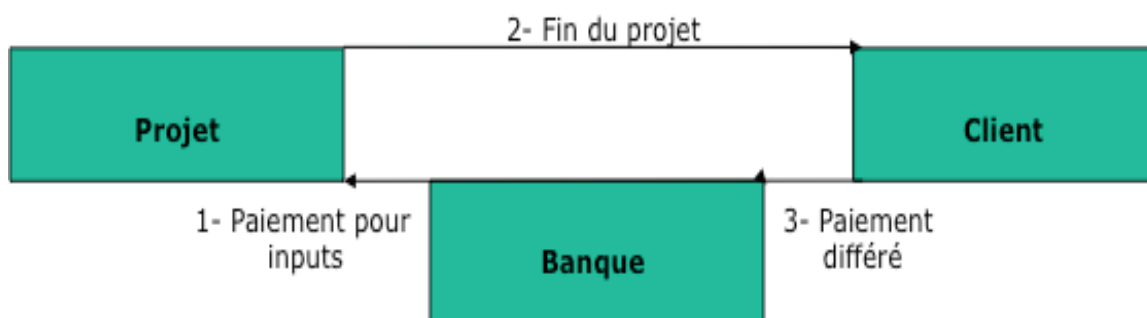 2- Fin du projet
Projet
Client
1- Paiement pour
inputs
Banque
3- Paiement
différé